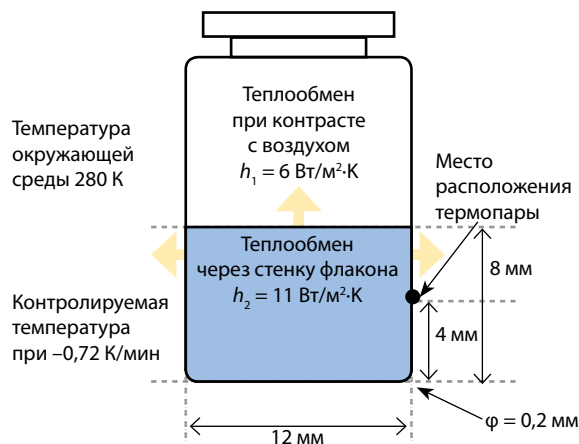 Теплообмен
при контрасте
с воздухом
h₁ = 6 Вт/м²·К
Температура
окружающей
среды 280 К
Место
расположения
термопары
Теплообмен
через стенку флакона
h₂ = 11 Вт/м²·К
8 мм
Контролируемая
температура
при –0,72 К/мин
4 мм
φ = 0,2 мм
12 мм